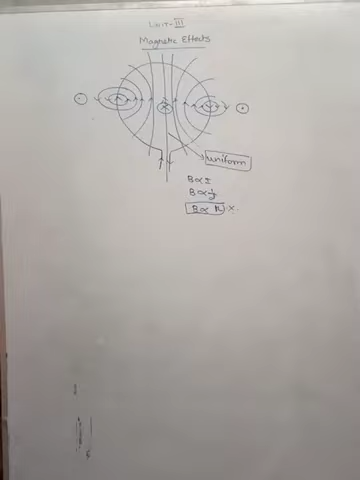 Unit-III
Magnetic Effects
uniform
B∝I
B∝1/r
B∝ n x